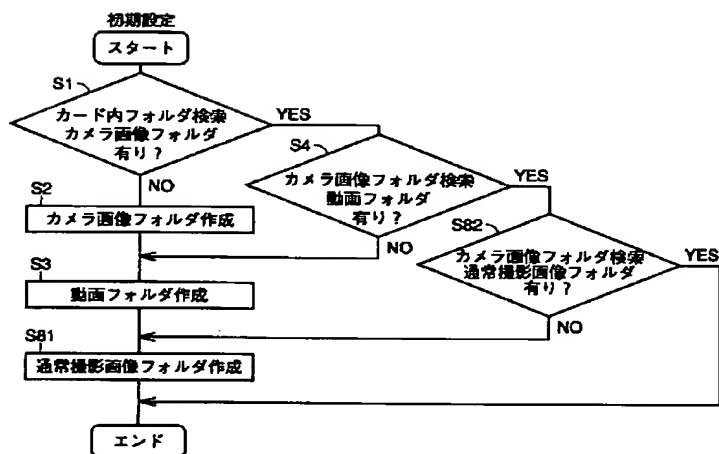 初期設定
スタート
S1
カード内フォルダ検索
カメラ画像フォルダ
有り?
YES
NO
S4
カメラ画像フォルダ検索
動画フォルダ
有り?
YES
NO
S82
カメラ画像フォルダ検索
通常撮影画像フォルダ
有り?
YES
NO
S2
カメラ画像フォルダ作成
S3
動画フォルダ作成
S81
通常撮影画像フォルダ作成
エンド